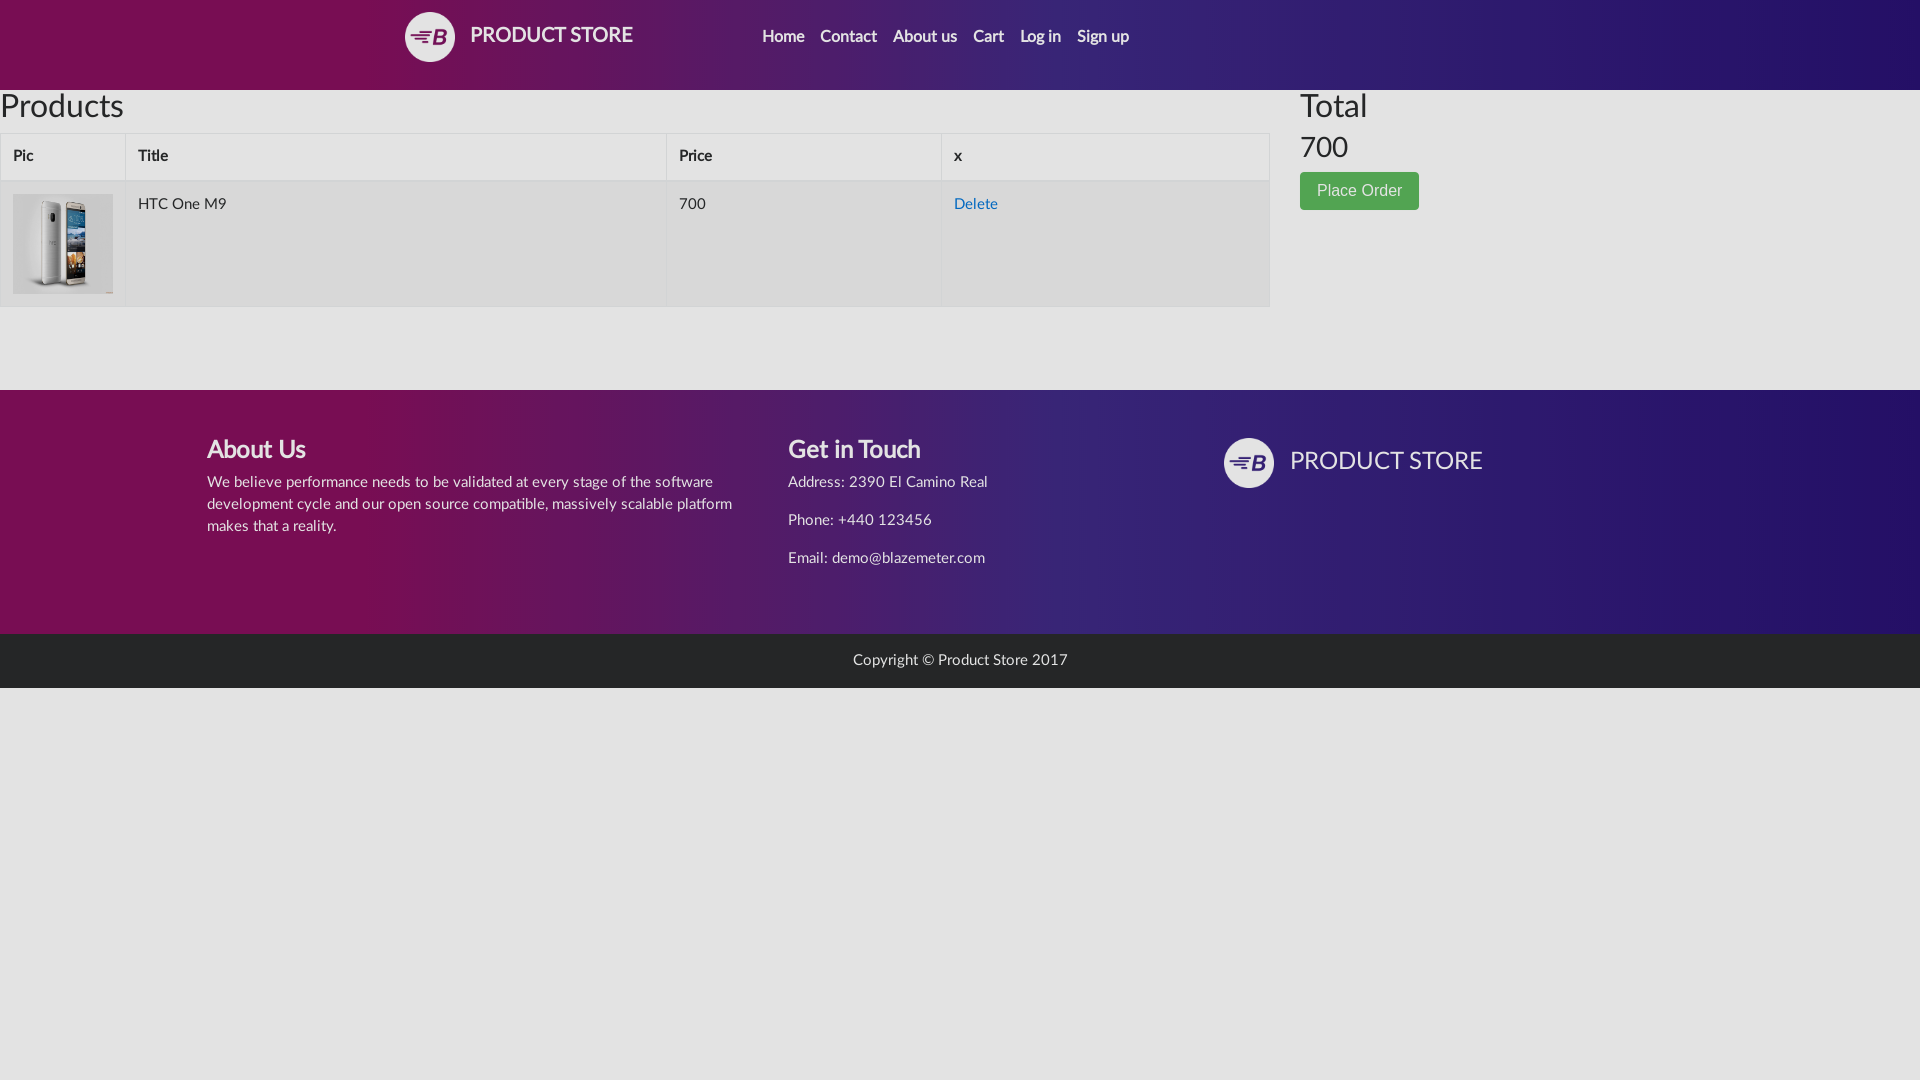 PRODUCT STORE
Home Contact About us Cart Log in Sign up
Products
Pic Title Price x
HTC One M9 700 Delete
Total
700
Place Order
About Us
We believe performance needs to be validated at every stage of the software
development cycle and our open source compatible, massively scalable platform
makes that a reality.
Get in Touch
Address: 2390 El Camino Real
Phone: +440 123456
Email: demo@blazemeter.com
PRODUCT STORE
Copyright © Product Store 2017